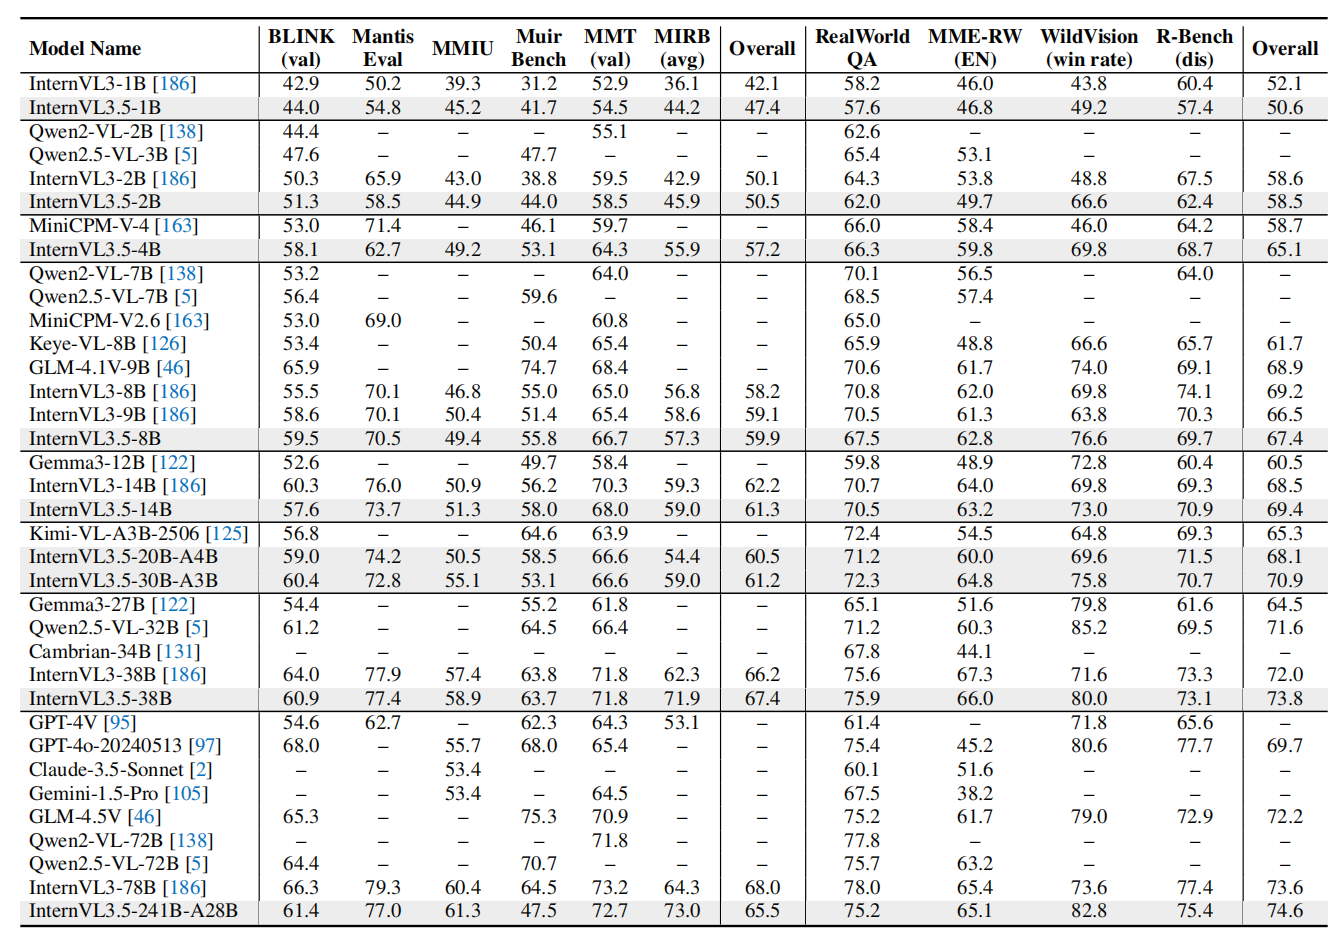 Model Name BLINK (val) Mantis Eval MMIU Muir Bench MMT (val) MIRB (avg) Overall RealWorld QA MME-RW (EN) WildVision (win rate) R-Bench (dis) Overall
InternVL3-1B [186] 42.9 50.2 39.3 31.2 52.9 36.1 42.1 58.2 46.0 43.8 60.4 52.1
InternVL3.5-1B 44.0 54.8 45.2 41.7 54.5 44.2 47.4 57.6 46.8 49.2 57.4 50.6
Qwen2-VL-2B [138] 44.4 – – – 55.1 – – 62.6 – – – –
Qwen2.5-VL-3B [5] 47.6 – – 47.7 – – – 65.4 53.1 – – –
InternVL3-2B [186] 50.3 65.9 43.0 38.8 59.5 42.9 50.1 64.3 53.8 48.8 67.5 58.6
InternVL3.5-2B 51.3 58.5 44.9 44.0 58.5 45.9 50.5 62.0 49.7 66.6 62.4 58.5
MiniCPM-V-4 [163] 53.0 71.4 – 46.1 59.7 – – 66.0 58.4 46.0 64.2 58.7
InternVL3.5-4B 58.1 62.7 49.2 53.1 64.3 55.9 57.2 66.3 59.8 69.8 68.7 65.1
Qwen2-VL-7B [138] 53.2 – – – 64.0 – – 70.1 56.5 – 64.0 –
Qwen2.5-VL-7B [5] 56.4 – – 59.6 – – – 68.5 57.4 – – –
MiniCPM-V2.6 [163] 53.0 69.0 – – 60.8 – – 65.0 – – – –
Keye-VL-8B [126] 53.4 – – 50.4 65.4 – – 65.9 48.8 66.6 65.7 61.7
GLM-4.1V-9B [46] 65.9 – – 74.7 68.4 – – 70.6 61.7 74.0 69.1 68.9
InternVL3-8B [186] 55.5 70.1 46.8 55.0 65.0 56.8 58.2 70.8 62.0 69.8 74.1 69.2
InternVL3-9B [186] 58.6 70.1 50.4 51.4 65.4 58.6 59.1 70.5 61.3 63.8 70.3 66.5
InternVL3.5-8B 59.5 70.5 49.4 55.8 66.7 57.3 59.9 67.5 62.8 76.6 69.7 67.4
Gemma3-12B [122] 52.6 – – 49.7 58.4 – – 59.8 48.9 72.8 60.4 60.5
InternVL3-14B [186] 60.3 76.0 50.9 56.2 70.3 59.3 62.2 70.7 64.0 69.8 69.3 68.5
InternVL3.5-14B 57.6 73.7 51.3 58.0 68.0 59.0 61.3 70.5 63.2 73.0 70.9 69.4
Kimi-VL-A3B-2506 [125] 56.8 – – 64.6 63.9 – – 72.4 54.5 64.8 69.3 65.3
InternVL3.5-20B-A4B 59.0 74.2 50.5 58.5 66.6 54.4 60.5 71.2 60.0 69.6 71.5 68.1
InternVL3.5-30B-A3B 60.4 72.8 55.1 53.1 66.6 59.0 61.2 72.3 64.8 75.8 70.7 70.9
Gemma3-27B [122] 54.4 – – 55.2 61.8 – – 65.1 51.6 79.8 61.6 64.5
Qwen2.5-VL-32B [5] 61.2 – – 64.5 66.4 – – 71.2 60.3 85.2 69.5 71.6
Cambrian-34B [131] – – – – – – – 67.8 44.1 – – –
InternVL3-38B [186] 64.0 77.9 57.4 63.8 71.8 62.3 66.2 75.6 67.3 71.6 73.3 72.0
InternVL3.5-38B 60.9 77.4 58.9 63.7 71.8 71.9 67.4 75.9 66.0 80.0 73.1 73.8
GPT-4V [95] 54.6 62.7 – 62.3 64.3 53.1 – 61.4 – 71.8 65.6 –
GPT-4o-20240513 [97] 68.0 – 55.7 68.0 65.4 – – 75.4 45.2 80.6 77.7 69.7
Claude-3.5-Sonnet [2] – – 53.4 – – – – 60.1 51.6 – – –
Gemini-1.5-Pro [105] – – 53.4 – 64.5 – – 67.5 38.2 – – –
GLM-4.5V [46] 65.3 – – 75.3 70.9 – – 75.2 61.7 79.0 72.9 72.2
Qwen2-VL-72B [138] – – – – 71.8 – – 77.8 – – – –
Qwen2.5-VL-72B [5] 64.4 – – 70.7 – – – 75.7 63.2 – – –
InternVL3-78B [186] 66.3 79.3 60.4 64.5 73.2 64.3 68.0 78.0 65.4 73.6 77.4 73.6
InternVL3.5-241B-A28B 61.4 77.0 61.3 47.5 72.7 73.0 65.5 75.2 65.1 82.8 75.4 74.6